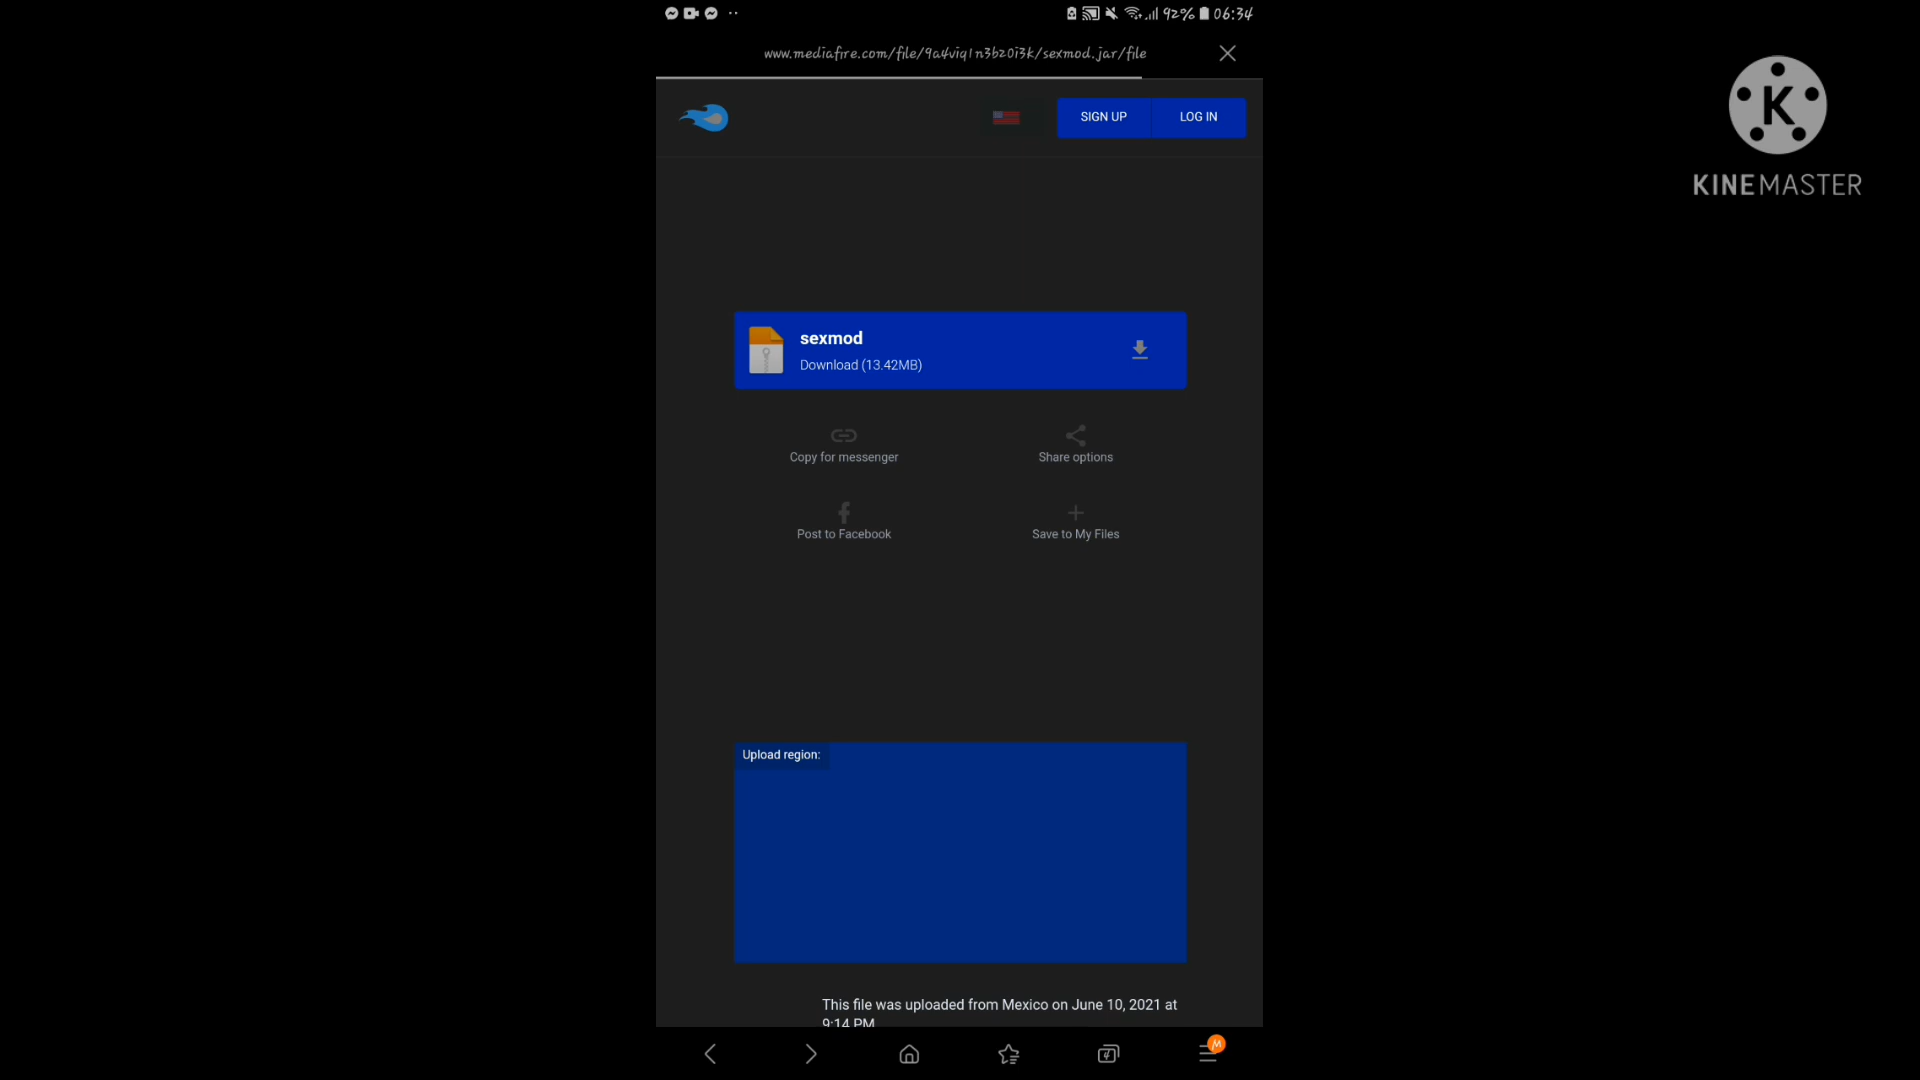 92% 06:34
www.mediafire.com/file/9a4viq1n3b20i3k/sexmod.jar/file
SIGN UP
LOG IN
KINEMASTER
sexmod
Download (13.42MB)
Copy for messenger
Share options
Post to Facebook
Save to My Files
Upload region:
This file was uploaded from Mexico on June 10, 2021 at
9:14 PM